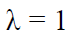 λ = 1